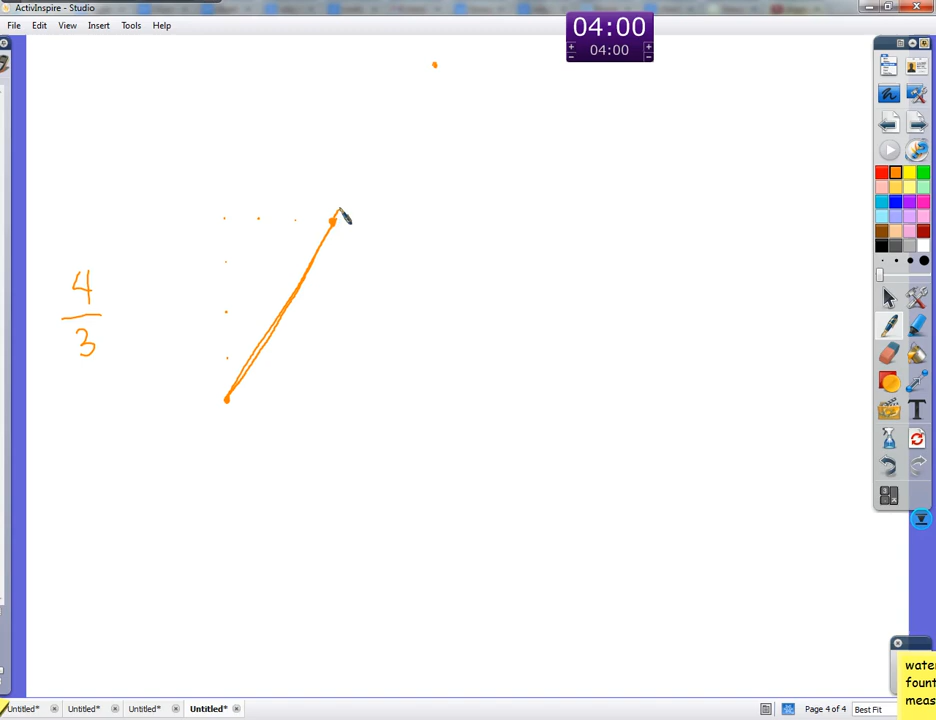 ActivInspire - Studio
File Edit View Insert Tools Help
04:00
04:00
4
3
water
fount
meas
Untitled* Untitled* Untitled* Untitled*
Page 4 of 4 Best Fit